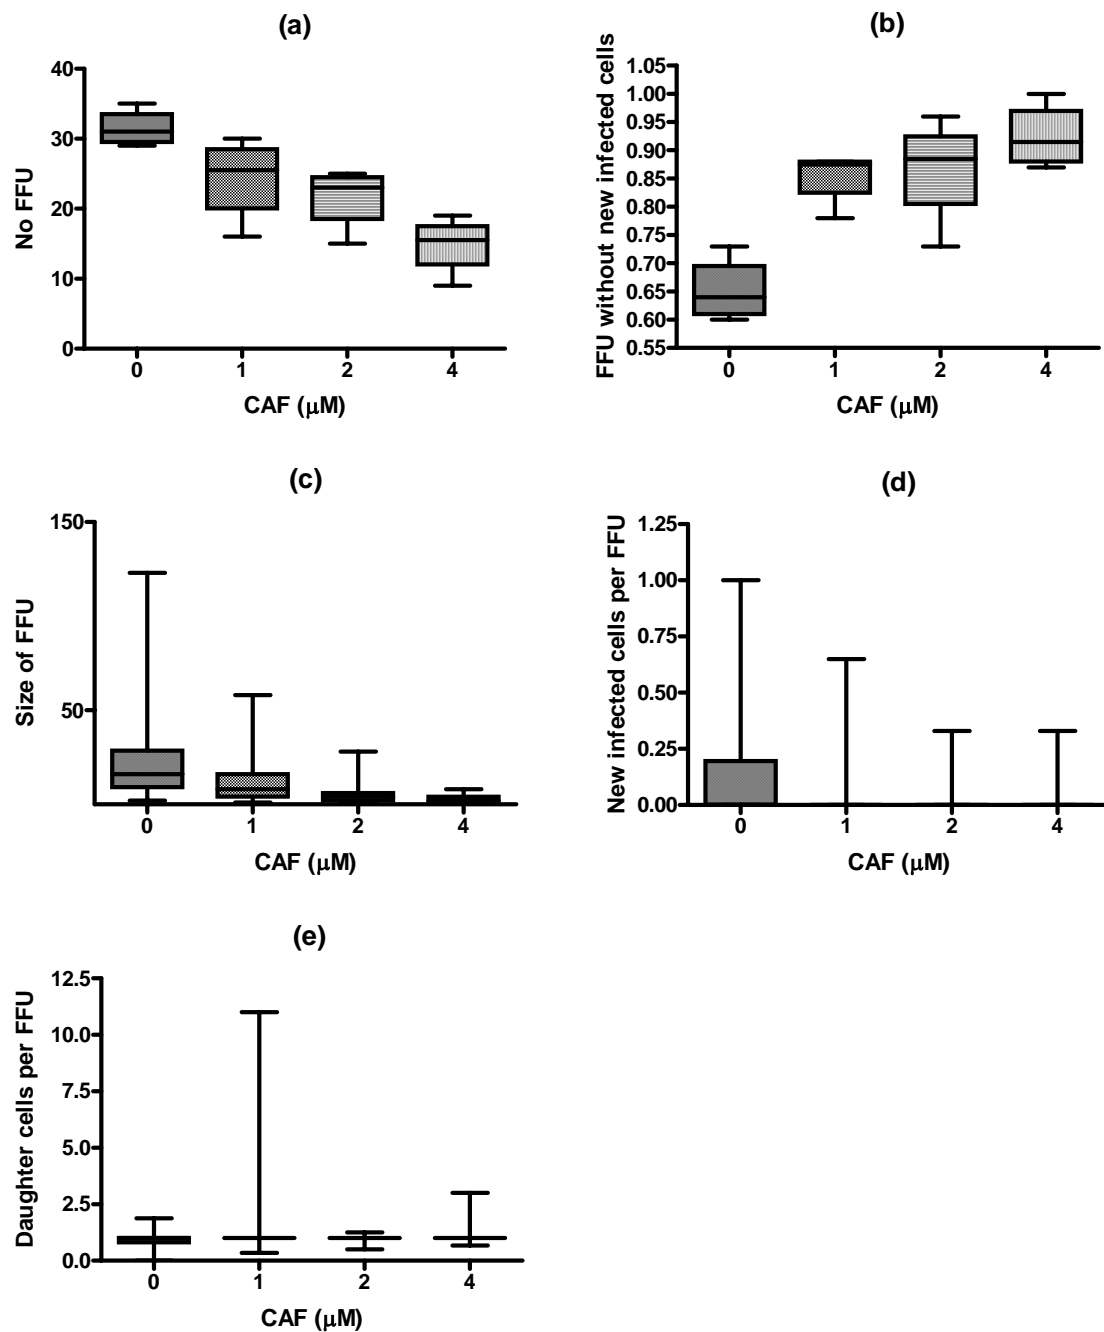 (a)
No FFU
40
30
20
10
0
0 1 2 4
CAF (μM)
(b)
FFU without new infected cells
1.05
1.00
0.95
0.90
0.85
0.80
0.75
0.70
0.65
0.60
0.55
0 1 2 4
CAF (μM)
(c)
Size of FFU
150
50
0 1 2 4
CAF (μM)
(d)
New infected cells per FFU
1.25
1.00
0.75
0.50
0.25
0.00
0 1 2 4
CAF (μM)
(e)
Daughter cells per FFU
12.5
10.0
7.5
5.0
2.5
0.0
0 1 2 4
CAF (μM)